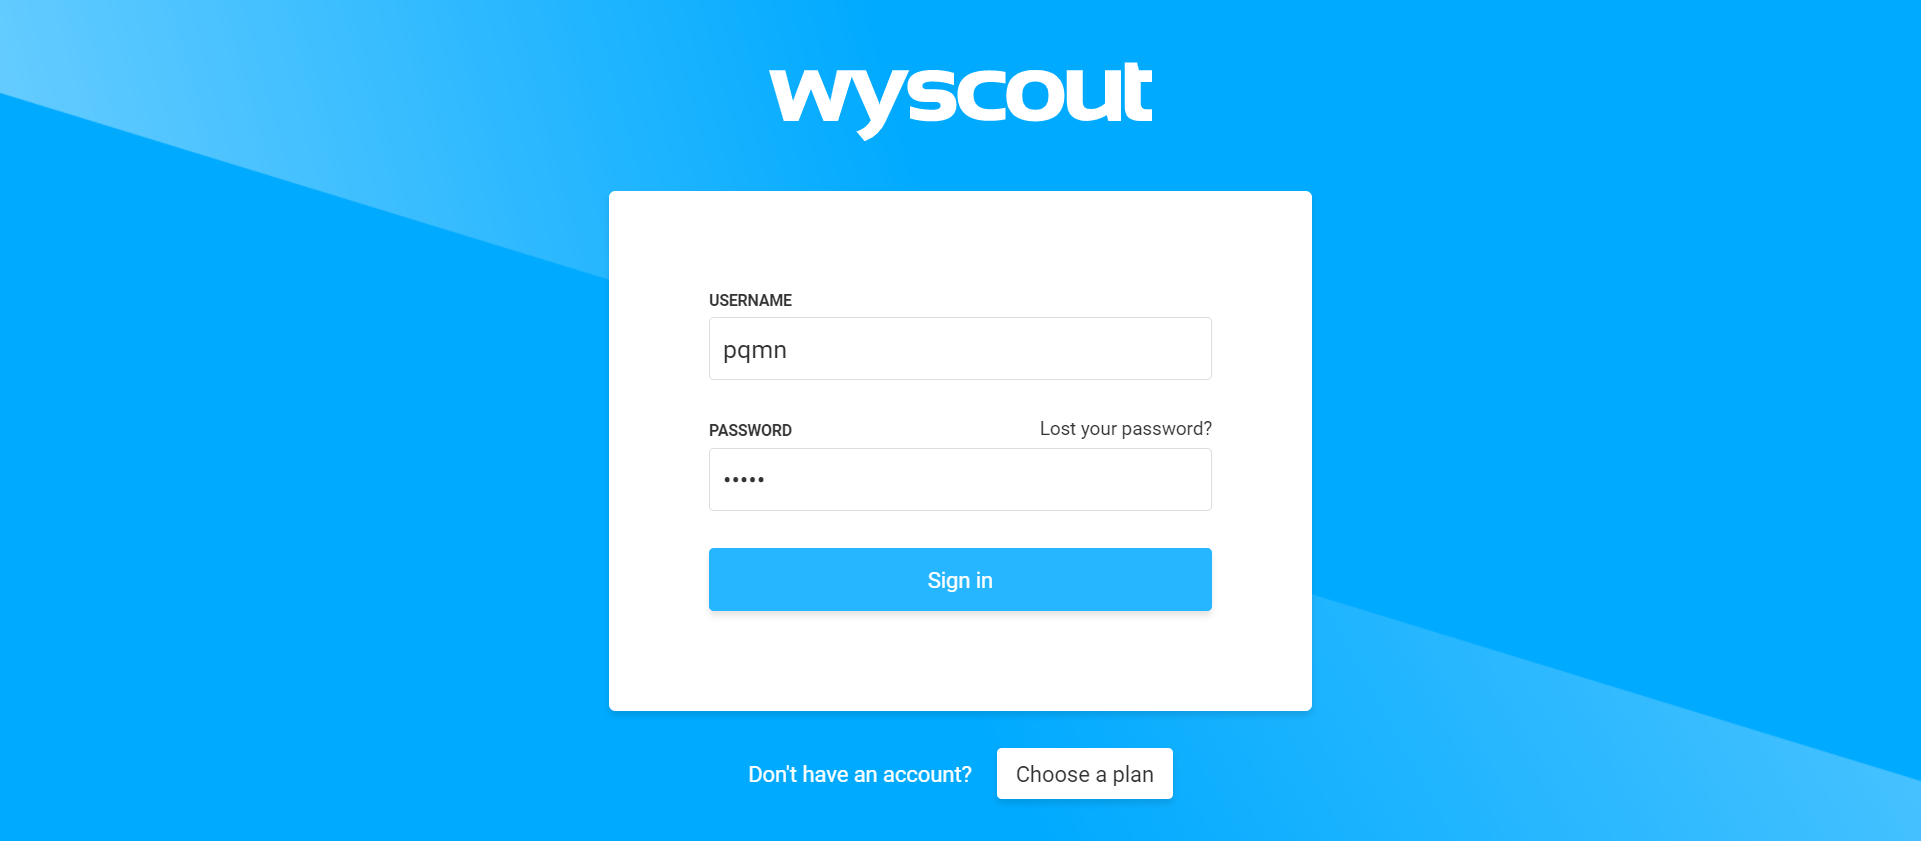 wyscout
USERNAME
pqmn
PASSWORD
Lost your password?
•••••
Sign in
Don't have an account?
Choose a plan